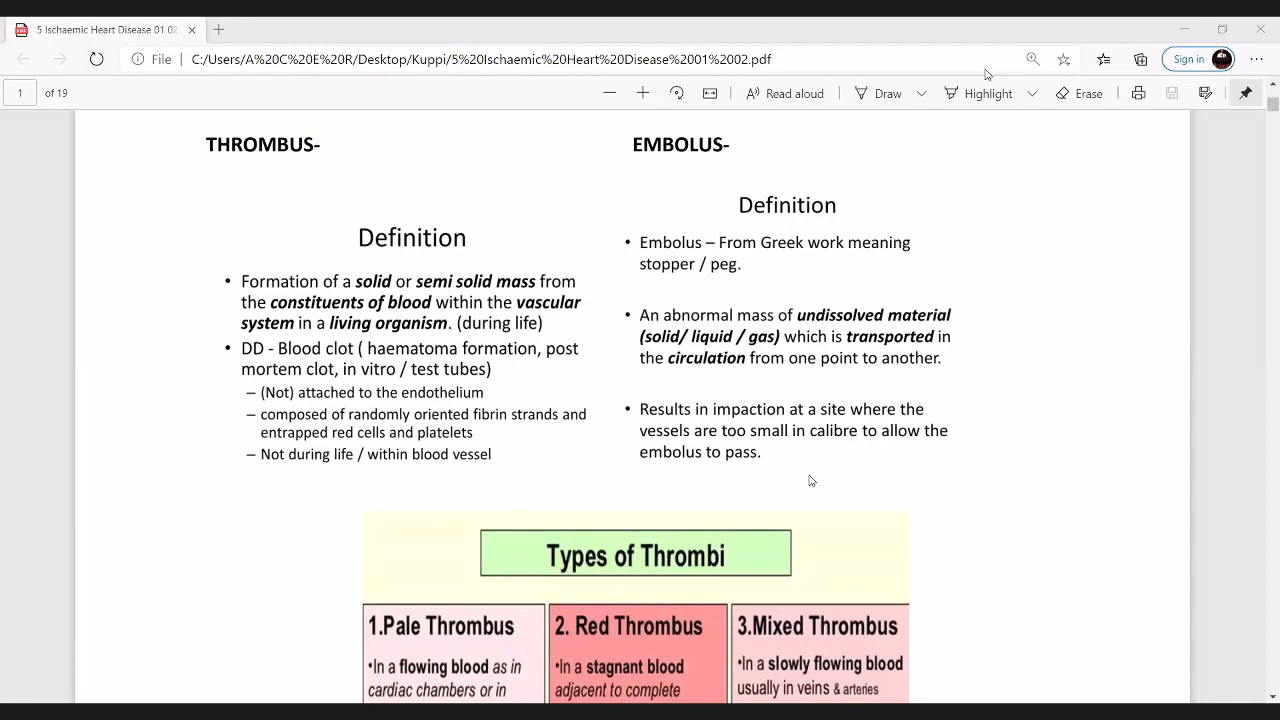 5 Ischaemic Heart Disease 01 02
File
C:/Users/A%20C%20E%20R/Desktop/Kuppi/5%20Ischaemic%20Heart%20Disease%2001%2002.pdf
Sign in
1 of 19
Read aloud
Draw
Highlight
Erase
THROMBUS-
Definition
• Formation of a solid or semi solid mass from
the constituents of blood within the vascular
system in a living organism. (during life)
• DD - Blood clot ( haematoma formation, post
mortem clot, in vitro / test tubes)
– (Not) attached to the endothelium
– composed of randomly oriented fibrin strands and
entrapped red cells and platelets
– Not during life / within blood vessel
EMBOLUS-
Definition
• Embolus – From Greek work meaning
stopper / peg.
• An abnormal mass of undissolved material
(solid/ liquid / gas) which is transported in
the circulation from one point to another.
• Results in impaction at a site where the
vessels are too small in calibre to allow the
embolus to pass.
Types of Thrombi
1.Pale Thrombus
•In a flowing blood as in
cardiac chambers or in
2. Red Thrombus
•In a stagnant blood
adjacent to complete
3.Mixed Thrombus
•In a slowly flowing blood
usually in veins & arteries